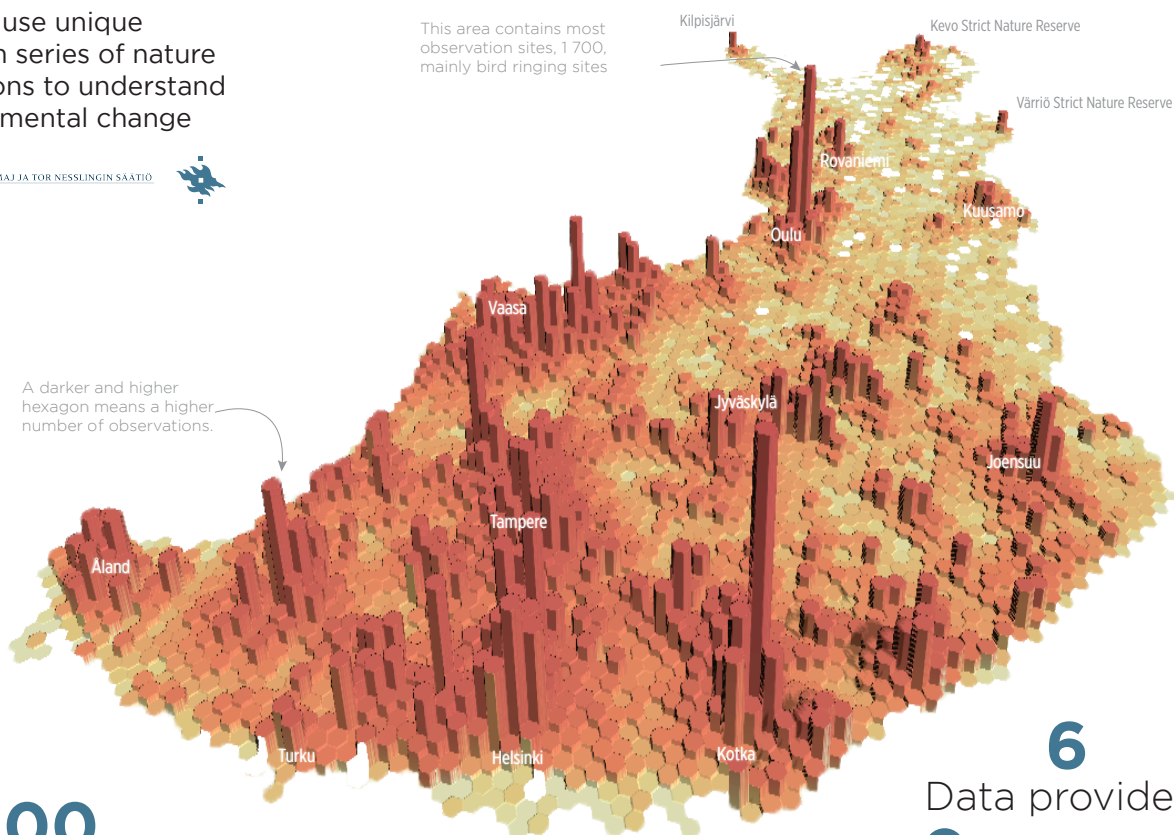 use unique
series of nature
to understand
change
MAJ JA TOR NESSLINGIN SÄÄTIÖ
This area contains most
observation sites, 1 700,
mainly bird ringing sites
Kilpisjärvi
Kevo Strict Nature Reserve
Värriö Strict Nature Reserve
Rovaniemi
Kuusamo
Oulu
Vaasa
A darker and higher
hexagon means a higher
number of observations.
Jyväskylä
Joensuu
Tampere
Åland
Turku
Helsinki
Kotka
6
Data provide
00